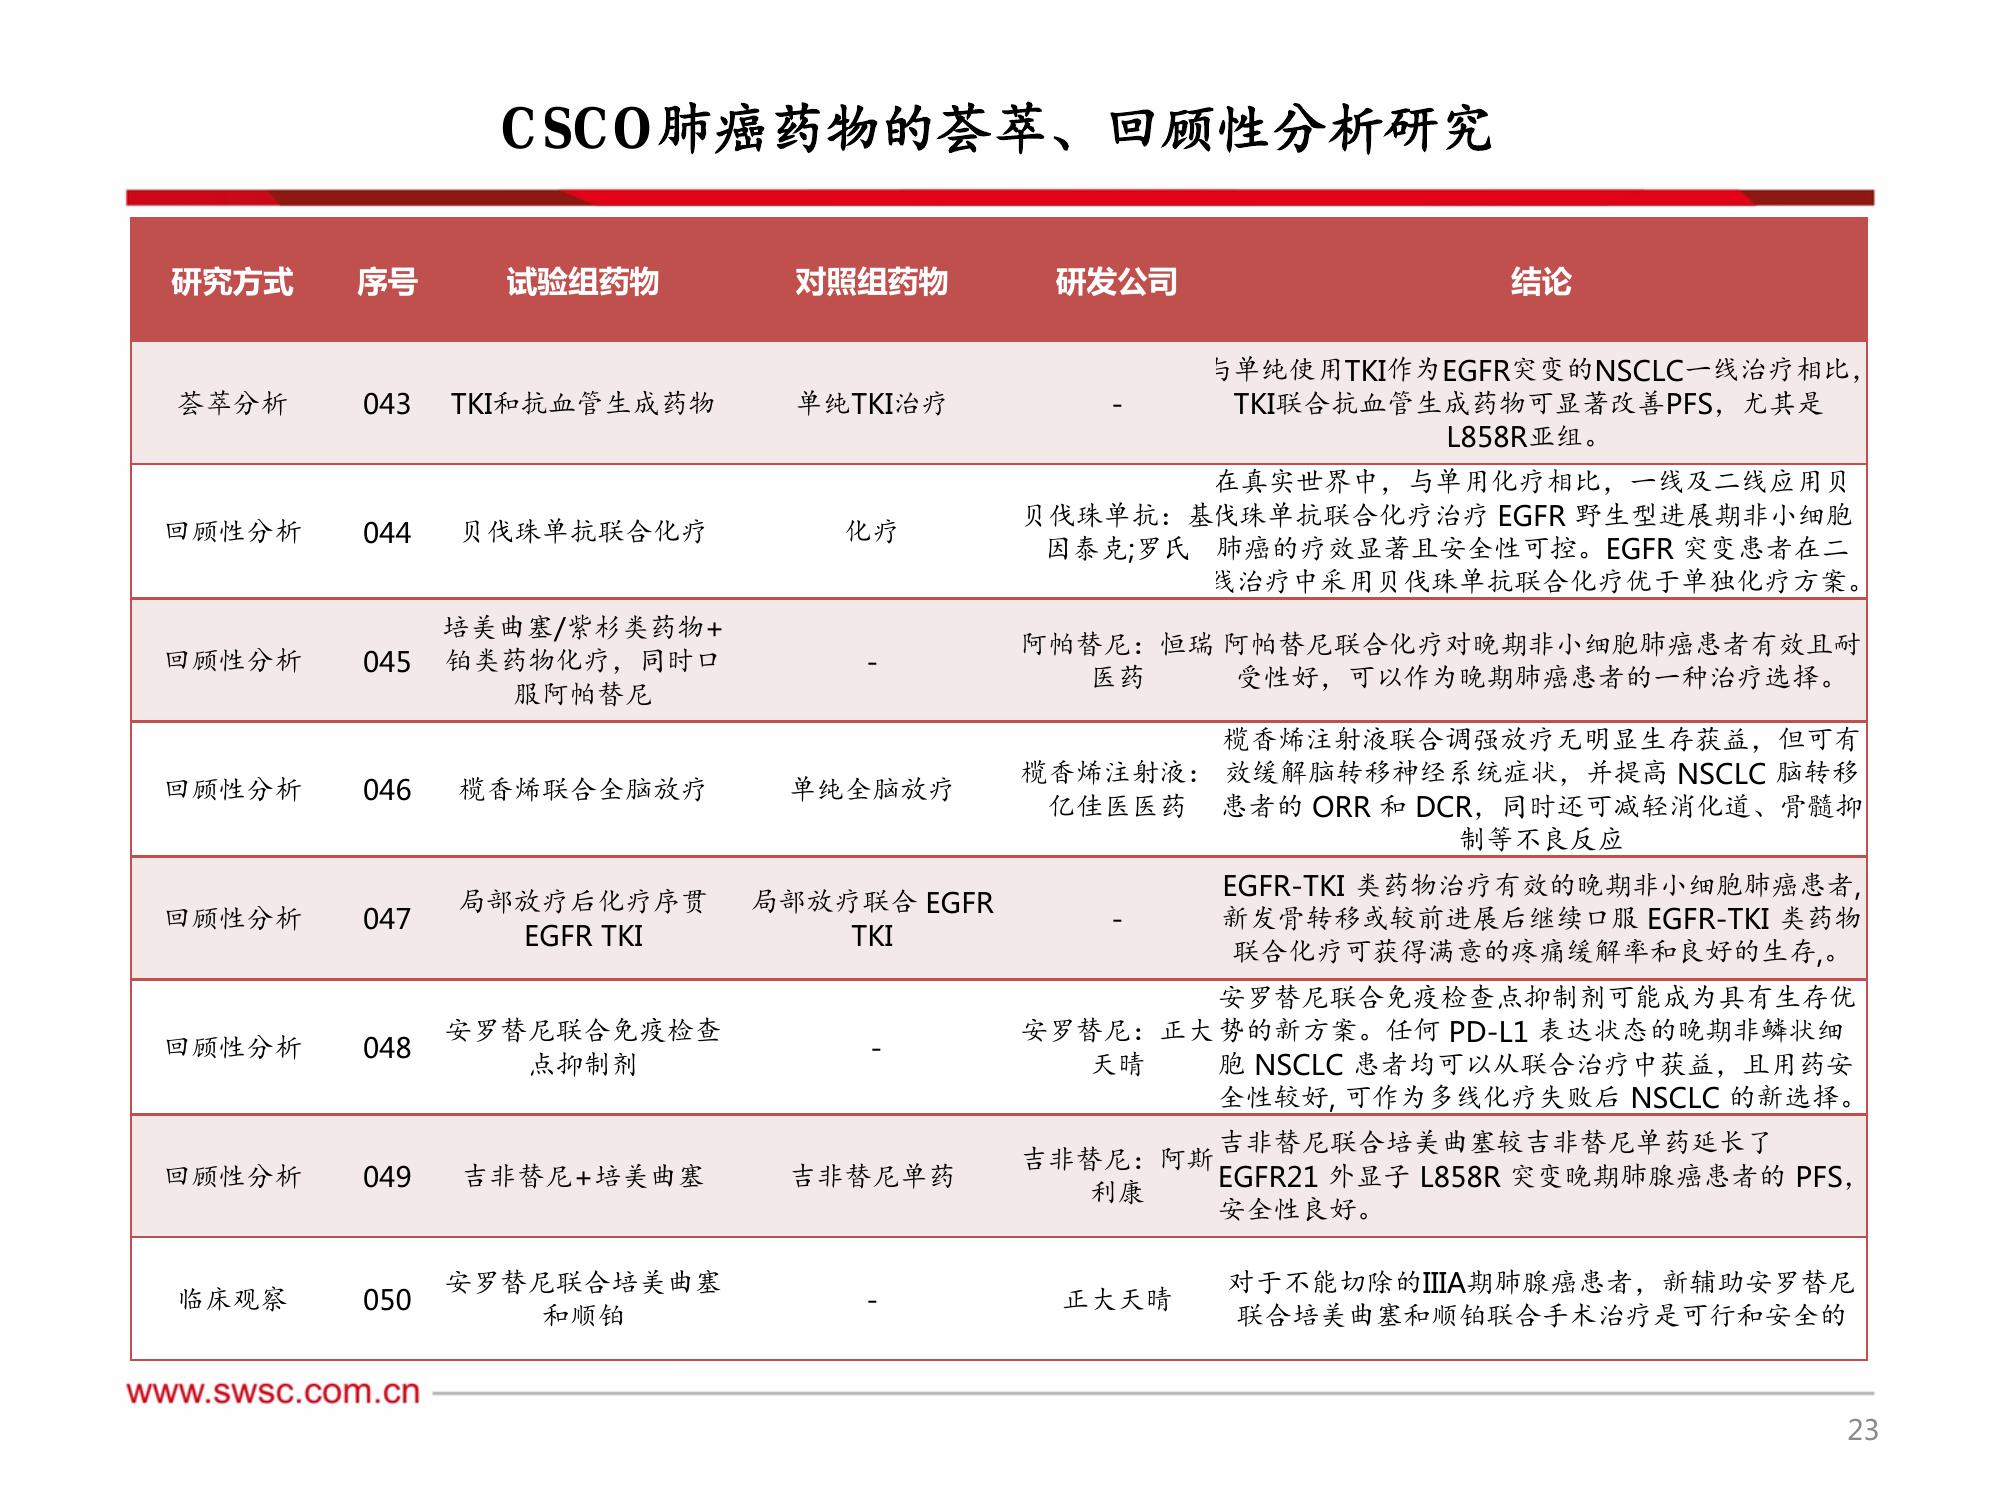 CSCO肺癌药物的荟萃、回顾性分析研究
研究方式 序号 试验组药物 对照组药物 研发公司 结论
荟萃分析 043 TKI和抗血管生成药物 单纯TKI治疗 -
与单纯使用TKI作为EGFR突变的NSCLC一线治疗相比,
TKI联合抗血管生成药物可显著改善PFS，尤其是
L858R亚组。
回顾性分析 044 贝伐珠单抗联合化疗 化疗
贝伐珠单抗：基
因泰克;罗氏
在真实世界中，与单用化疗相比，一线及二线应用贝
伐珠单抗联合化疗治疗 EGFR 野生型进展期非小细胞
肺癌的疗效显著且安全性可控。EGFR 突变患者在二
线治疗中采用贝伐珠单抗联合化疗优于单独化疗方案。
回顾性分析 045
培美曲塞/紫杉类药物+
铂类药物化疗，同时口
服阿帕替尼
-
阿帕替尼：恒瑞
医药
阿帕替尼联合化疗对晚期非小细胞肺癌患者有效且耐
受性好，可以作为晚期肺癌患者的一种治疗选择。
回顾性分析 046 榄香烯联合全脑放疗 单纯全脑放疗
榄香烯注射液：
亿佳医医药
榄香烯注射液联合调强放疗无明显生存获益，但可有
效缓解脑转移神经系统症状，并提高 NSCLC 脑转移
患者的 ORR 和 DCR，同时还可减轻消化道、骨髓抑
制等不良反应
回顾性分析 047
局部放疗后化疗序贯
EGFR TKI
局部放疗联合 EGFR
TKI
-
EGFR-TKI 类药物治疗有效的晚期非小细胞肺癌患者,
新发骨转移或较前进展后继续口服 EGFR-TKI 类药物
联合化疗可获得满意的疼痛缓解率和良好的生存,。
回顾性分析 048
安罗替尼联合免疫检查
点抑制剂
-
安罗替尼：正大
天晴
安罗替尼联合免疫检查点抑制剂可能成为具有生存优
势的新方案。任何 PD-L1 表达状态的晚期非鳞状细
胞 NSCLC 患者均可以从联合治疗中获益，且用药安
全性较好, 可作为多线化疗失败后 NSCLC 的新选择。
回顾性分析 049 吉非替尼+培美曲塞 吉非替尼单药
吉非替尼：阿斯
利康
吉非替尼联合培美曲塞较吉非替尼单药延长了
EGFR21 外显子 L858R 突变晚期肺腺癌患者的 PFS，
安全性良好。
临床观察 050
安罗替尼联合培美曲塞
和顺铂
-
正大天晴
对于不能切除的IIIA期肺腺癌患者，新辅助安罗替尼
联合培美曲塞和顺铂联合手术治疗是可行和安全的
www.swsc.com.cn
23